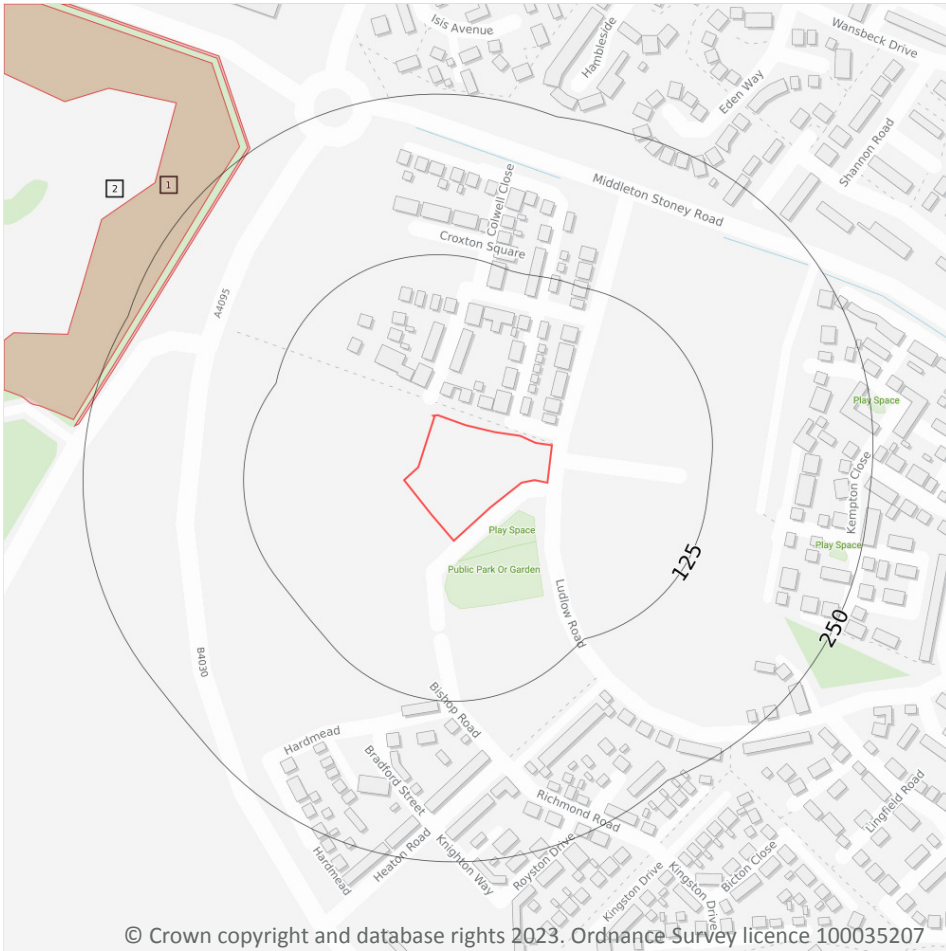 Isis Avenue
Hambleside
Wansbeck Drive
Eden Way
Shannon Road
2
1
Colwell Close
Middleton Stoney Road
Croxton Square
A4095
Play Space
Kempton Close
Play Space
Play Space
Public Park Or Garden
125
Ludlow Road
250
B4030
Bishop Road
Hardmead
Bradford Street
Richmond Road
Lingfield Road
Heaton Road
Hardmead
Knighton Way
Royston Drive
Kingston Drive
Kingston Drive
Bicton Close
© Crown copyright and database rights 2023. Ordnance Survey licence 100035207